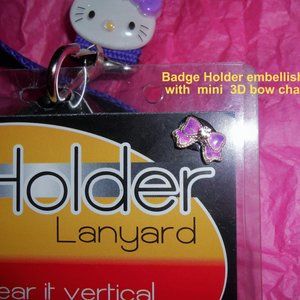 Badge Holder embellish
with mini 3D bow cha
Holder
Lanyard
ear it vertical